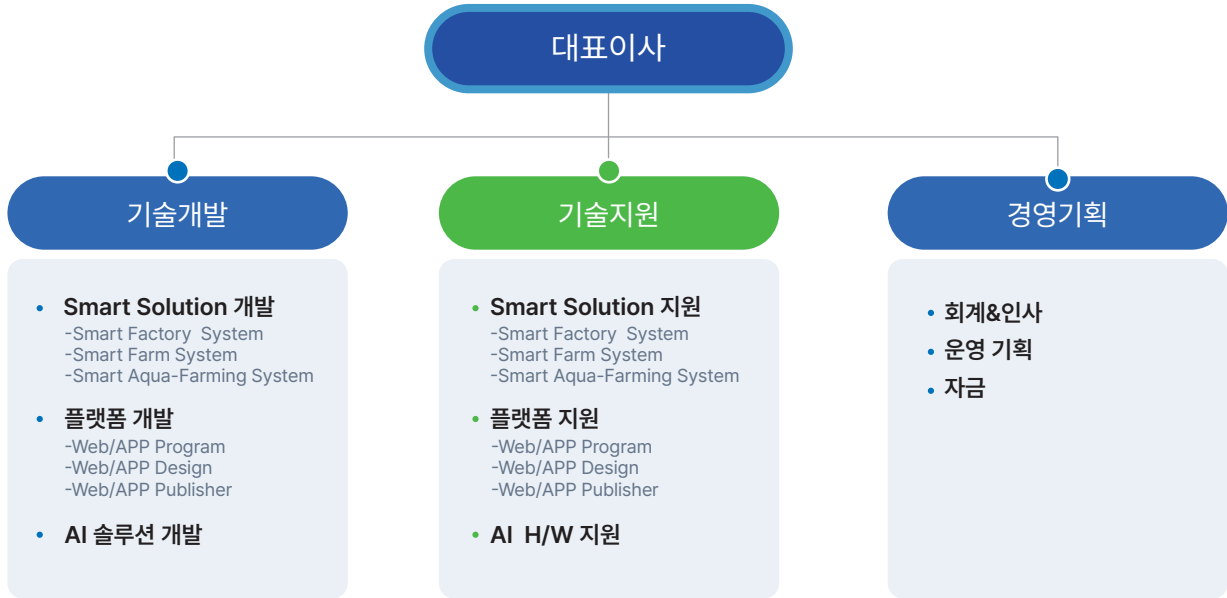 대표이사
기술개발
기술지원
경영기획
• Smart Solution 개발
-Smart Factory System
-Smart Farm System
-Smart Aqua-Farming System
• 플랫폼 개발
-Web/APP Program
-Web/APP Design
-Web/APP Publisher
• AI 솔루션 개발
• Smart Solution 지원
-Smart Factory System
-Smart Farm System
-Smart Aqua-Farming System
• 플랫폼 지원
-Web/APP Program
-Web/APP Design
-Web/APP Publisher
• AI H/W 지원
• 회계&인사
• 운영 기획
• 자금